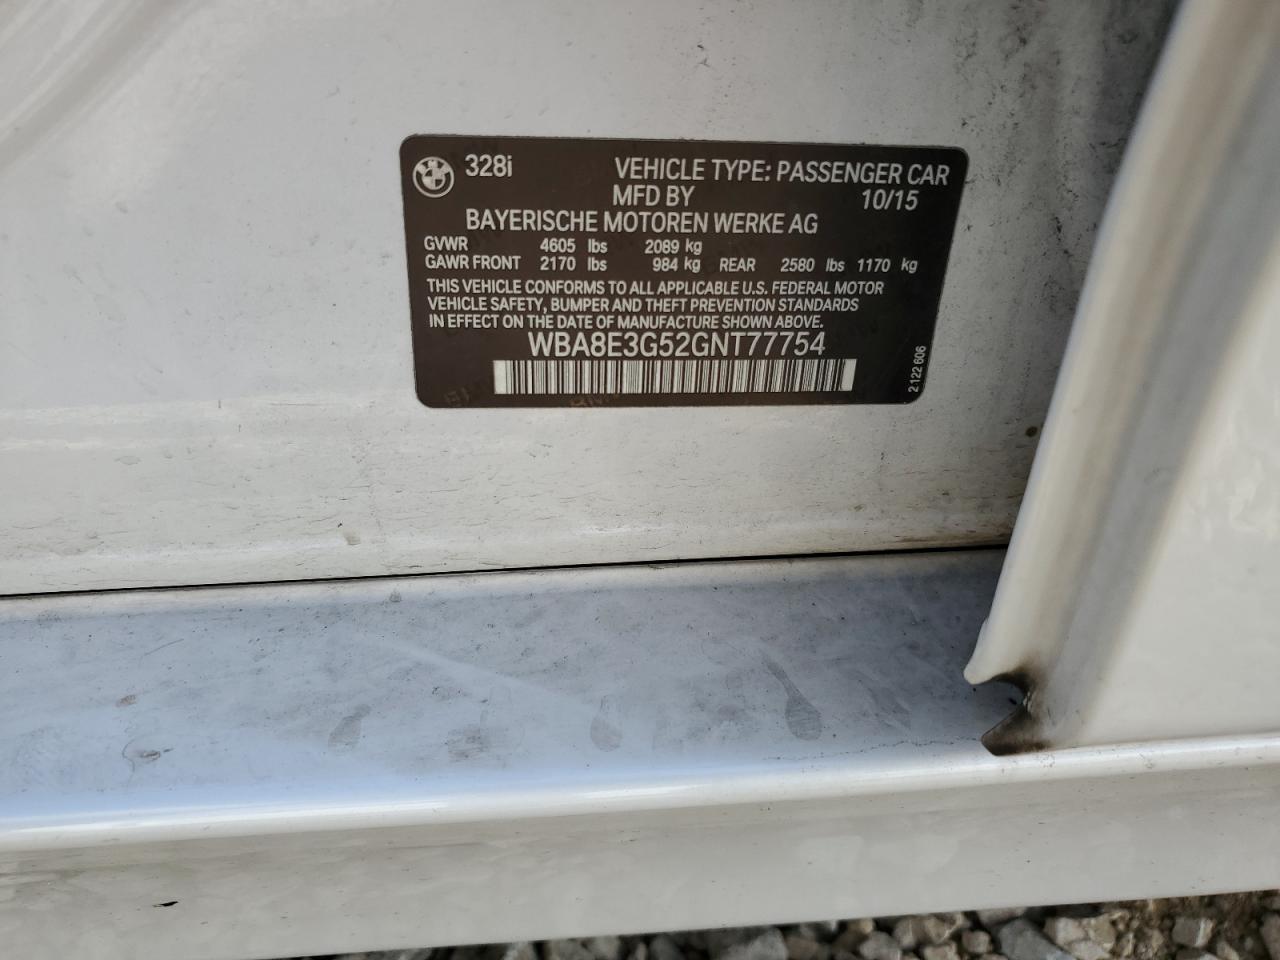 328i VEHICLE TYPE: PASSENGER CAR
MFD BY 10/15
BAYERISCHE MOTOREN WERKE AG
GVWR 4605 lbs 2089 kg
GAWR FRONT 2170 lbs 984 kg REAR 2580 lbs 1170 kg
THIS VEHICLE CONFORMS TO ALL APPLICABLE U.S. FEDERAL MOTOR
VEHICLE SAFETY, BUMPER AND THEFT PREVENTION STANDARDS
IN EFFECT ON THE DATE OF MANUFACTURE SHOWN ABOVE.
WBA8E3G52GNT77754
2 122 606